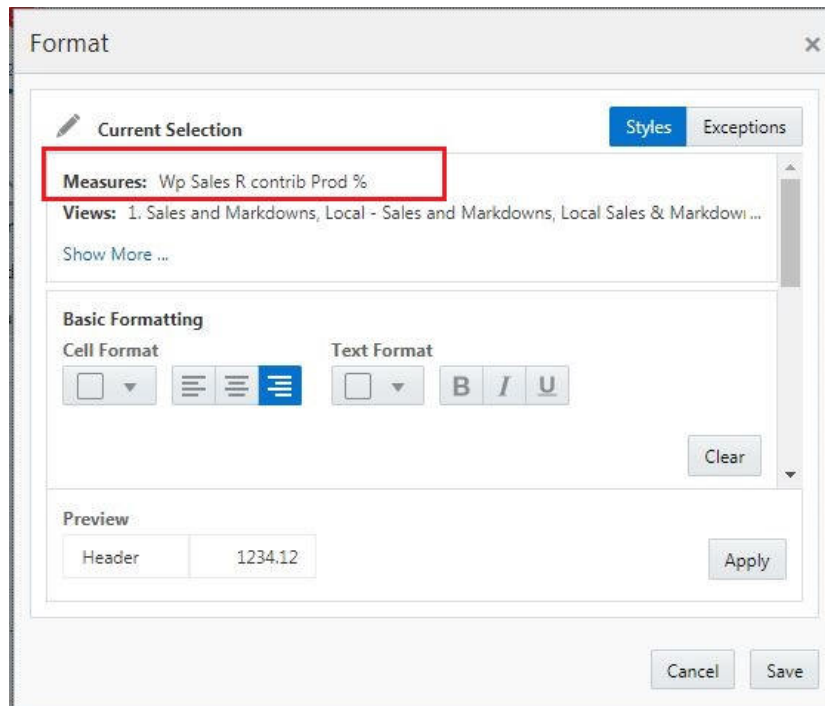 Format
Current Selection
Styles
Exceptions
Measures: Wp Sales R contrib Prod %
Views: 1. Sales and Markdowns, Local - Sales and Markdowns, Local Sales & Markdow ...
Show More ...
Basic Formatting
Cell Format
Text Format
B I U
Clear
Preview
Header 1234.12
Apply
Cancel
Save